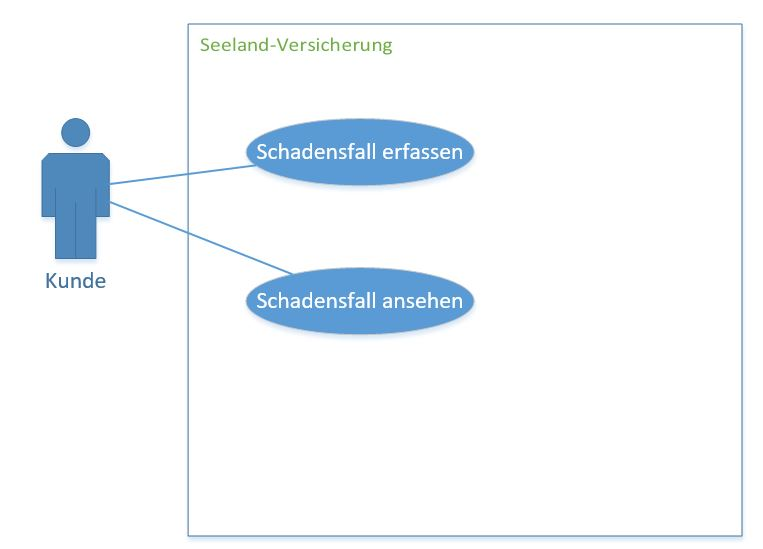 Seeland-Versicherung
Schadensfall erfassen
Kunde
Schadensfall ansehen